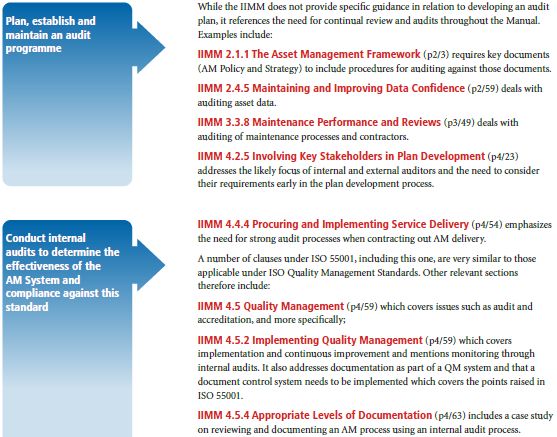 Plan, establish and
maintain an audit
programme
While the IIMM does not provide specific guidance in relation to developing an audit
plan, it references the need for continual review and audits throughout the Manual.
Examples include:
IIMM 2.1.1 The Asset Management Framework (p2/3) requires key documents
(AM Policy and Strategy) to include procedures for auditing against those documents.
IIMM 2.4.5 Maintaining and Improving Data Confidence (p2/59) deals with
auditing asset data.
IIMM 3.3.8 Maintenance Performance and Reviews (p3/49) deals with
auditing of maintenance processes and contractors.
IIMM 4.2.5 Involving Key Stakeholders in Plan Development (p4/23)
addresses the likely focus of internal and external auditors and the need to consider
their requirements early in the plan development process.
Conduct internal
audits to determine the
effectiveness of the
AM System and
compliance against this
standard
IIMM 4.4.4 Procuring and Implementing Service Delivery (p4/54) emphasizes
the need for strong audit processes when contracting out AM delivery.
A number of clauses under ISO 55001, including this one, are very similar to those
applicable under ISO Quality Management Standards. Other relevant sections
therefore include:
IIMM 4.5 Quality Management (p4/59) which covers issues such as audit and
accreditation, and more specifically;
IIMM 4.5.2 Implementing Quality Management (p4/59) which covers
implementation and continuous improvement and mentions monitoring through
internal audits. It also addresses documentation as part of a QM system and that a
document control system needs to be implemented which covers the points raised in
ISO 55001.
IIMM 4.5.4 Appropriate Levels of Documentation (p4/63) includes a case study
on reviewing and documenting an AM process using an internal audit process.